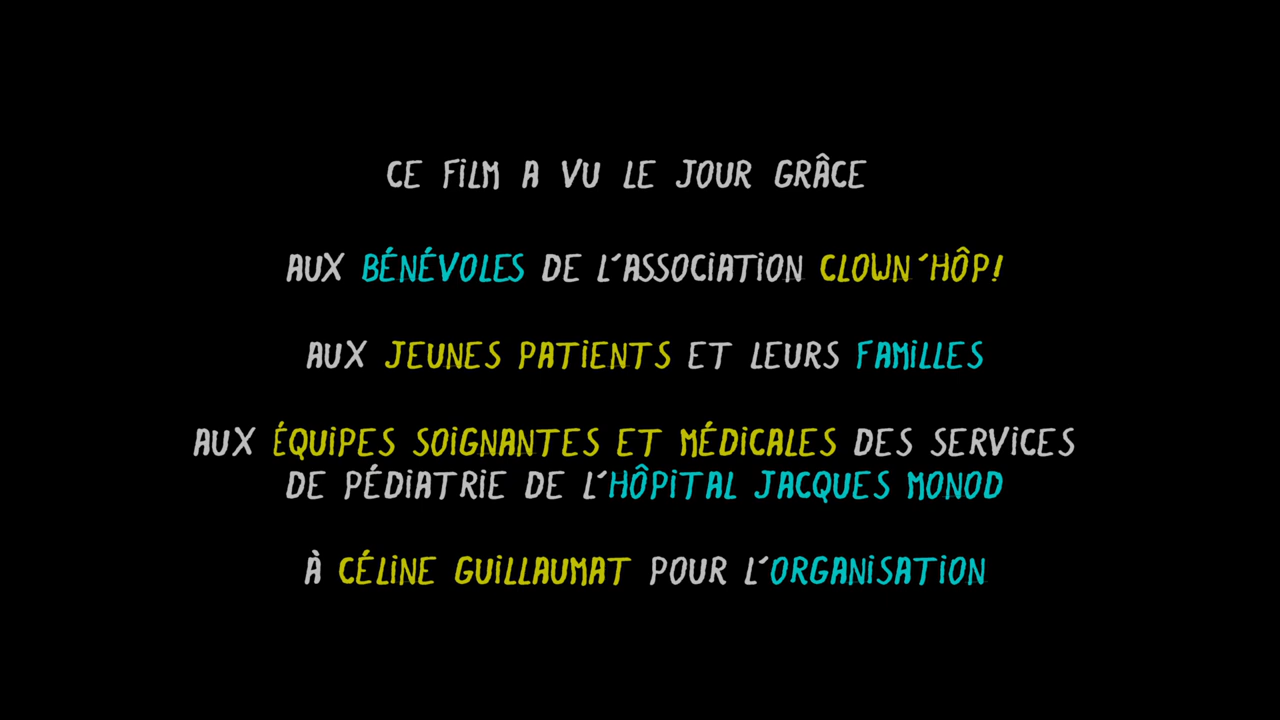 CE FiLM A VU LE JOUR GRÂCE
AUX BÉNÉVOLES DE L'ASSOCiATiON CLOWN'HÔP!
AUX JEUNES PATiENTS ET LEURS FAMiLLES
AUX ÉQUiPES SOiGNANTES ET MÉDiCALES DES SERViCES
DE PÉDiATRiE DE L'HÔPiTAL JACQUES MONOD
À CÉLiNE GUiLLAUMAT POUR L'ORGANiSATiON